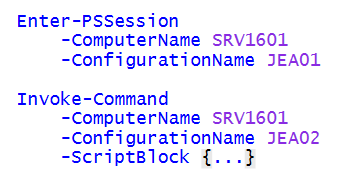 Enter-PSSession
-ComputerName SRV1601
-ConfigurationName JEA01
Invoke-Command
-ComputerName SRV1601
-ConfigurationName JEA02
-ScriptBlock {...}